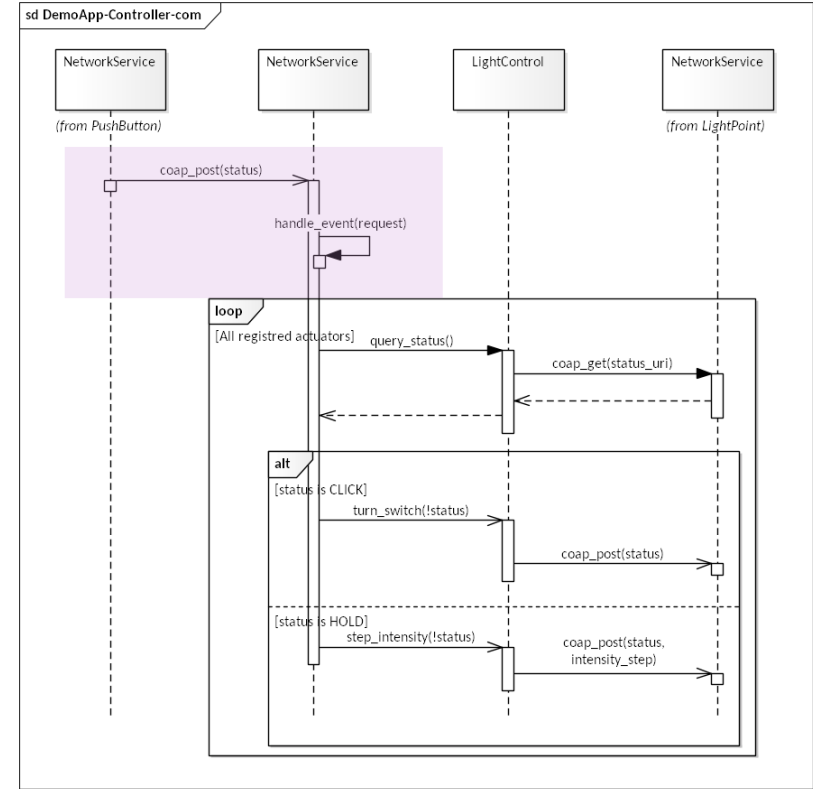 sd DemoApp-Controller-com
NetworkService
NetworkService
LightControl
NetworkService
(from PushButton)
(from LightPoint)
coap_post(status)
handle_event(request)
loop
[All registred actuators]
query_status()
coap_get(status_uri)
alt
[status is CLICK]
turn_switch(!status)
coap_post(status)
[status is HOLD]
step_intensity(!status)
coap_post(status,
intensity_step)